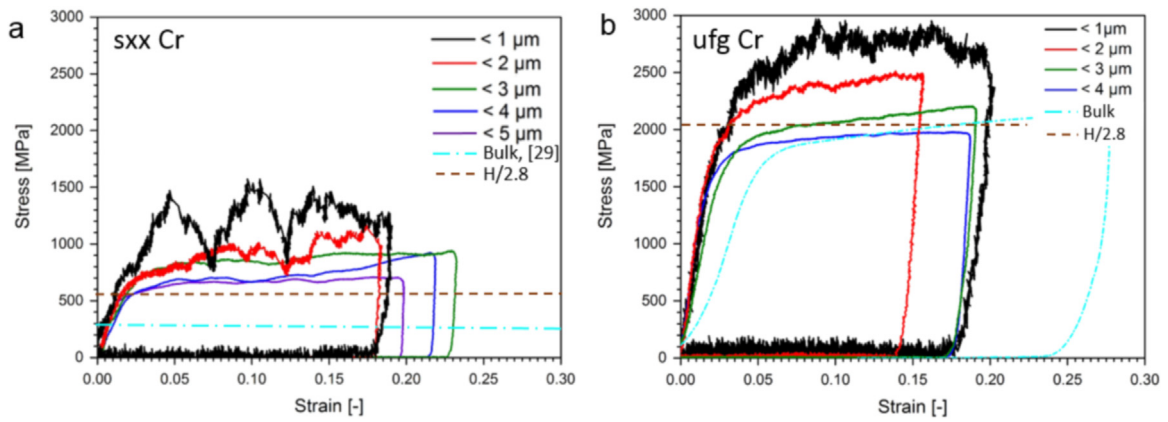 a
sxx Cr
3000
2500
2000
1500
1000
500
0
Stress [MPa]
< 1 µm
< 2 µm
< 3 µm
< 4 µm
< 5 µm
Bulk, [29]
H/2.8
0.00 0.05 0.10 0.15 0.20 0.25 0.30
Strain [-]
b
ufg Cr
3000
2500
2000
1500
1000
500
0
Stress [MPa]
< 1µm
< 2 µm
< 3 µm
< 4 µm
Bulk
H/2.8
0.00 0.05 0.10 0.15 0.20 0.25 0.30
Strain [-]